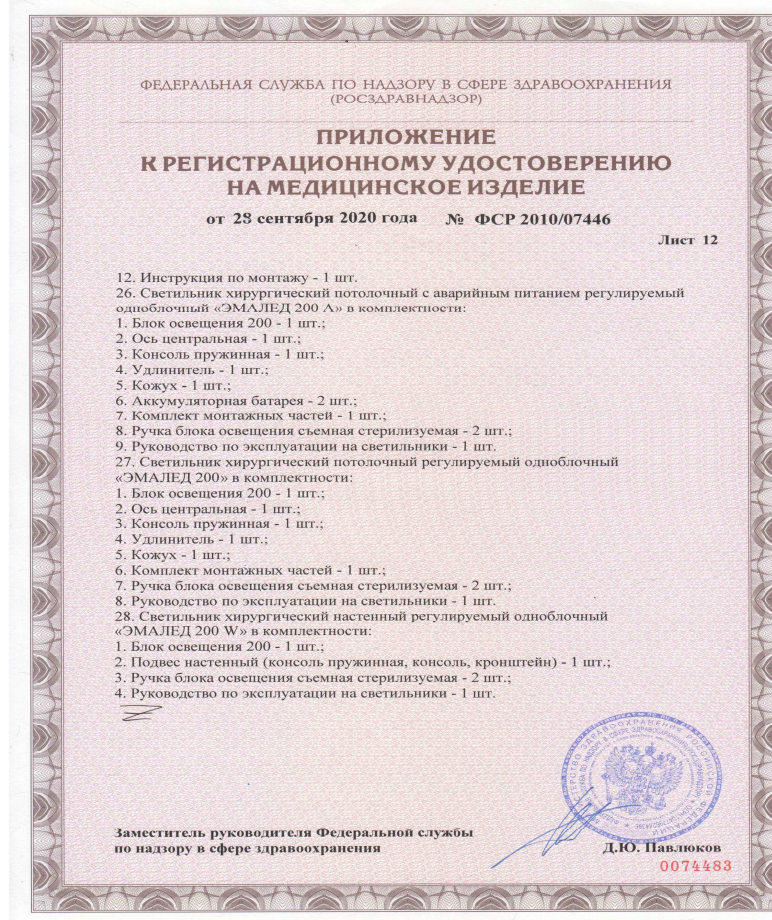 ФЕДЕРАЛЬНАЯ СЛУЖБА ПО НАДЗОРУ В СФЕРЕ ЗДРАВООХРАНЕНИЯ
(РОСЗДРАВНАДЗОР)
ПРИЛОЖЕНИЕ
К РЕГИСТРАЦИОННОМУ УДОСТОВЕРЕНИЮ
НА МЕДИЦИНСКОЕ ИЗДЕЛИЕ
от 28 сентября 2020 года № ФСР 2010/07446
Лист 12
12. Инструкция по монтажу - 1 шт.
26. Светильник хирургический потолочный с аварийным питанием регулируемый
одноблочный «ЭМАЛЕД 200 А» в комплектности:
1. Блок освещения 200 - 1 шт.;
2. Ось центральная - 1 шт.;
3. Консоль пружинная - 1 шт.;
4. Удлинитель - 1 шт.;
5. Кожух - 1 шт.;
6. Аккумуляторная батарея - 2 шт.;
7. Комплект монтажных частей - 1 шт.;
8. Ручка блока освещения съемная стерилизуемая - 2 шт.;
9. Руководство по эксплуатации на светильники - 1 шт.
27. Светильник хирургический потолочный регулируемый одноблочный
«ЭМАЛЕД 200» в комплектности:
1. Блок освещения 200 - 1 шт.;
2. Ось центральная - 1 шт.;
3. Консоль пружинная - 1 шт.;
4. Удлинитель - 1 шт.;
5. Кожух - 1 шт.;
6. Комплект монтажных частей - 1 шт.;
7. Ручка блока освещения съемная стерилизуемая - 2 шт.;
8. Руководство по эксплуатации на светильники - 1 шт.
28. Светильник хирургический настенный регулируемый одноблочный
«ЭМАЛЕД 200 W» в комплектности:
1. Блок освещения 200 - 1 шт.;
2. Подвес настенный (консоль пружинная, консоль, кронштейн) - 1 шт.;
3. Ручка блока освещения съемная стерилизуемая - 2 шт.;
4. Руководство по эксплуатации на светильники - 1 шт.
Заместитель руководителя Федеральной службы
по надзору в сфере здравоохранения
Д.Ю. Павлюков
0074483